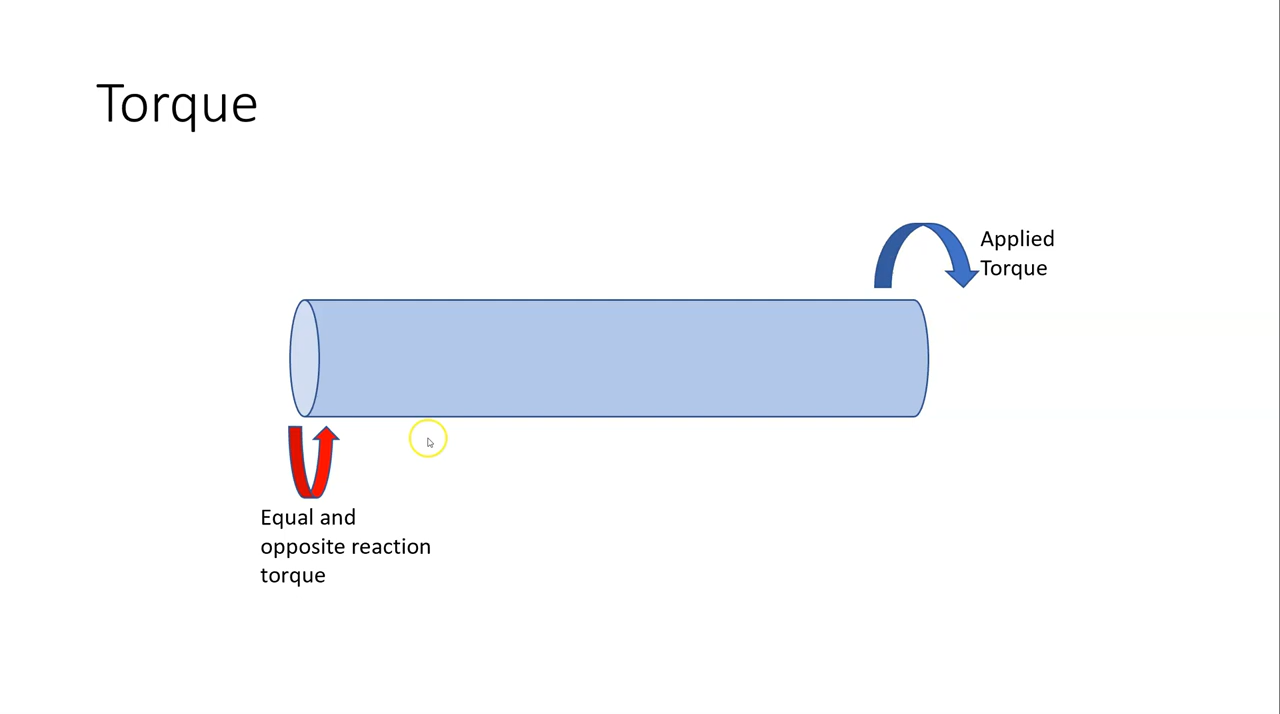 Torque
Applied
Torque
Equal and
opposite reaction
torque